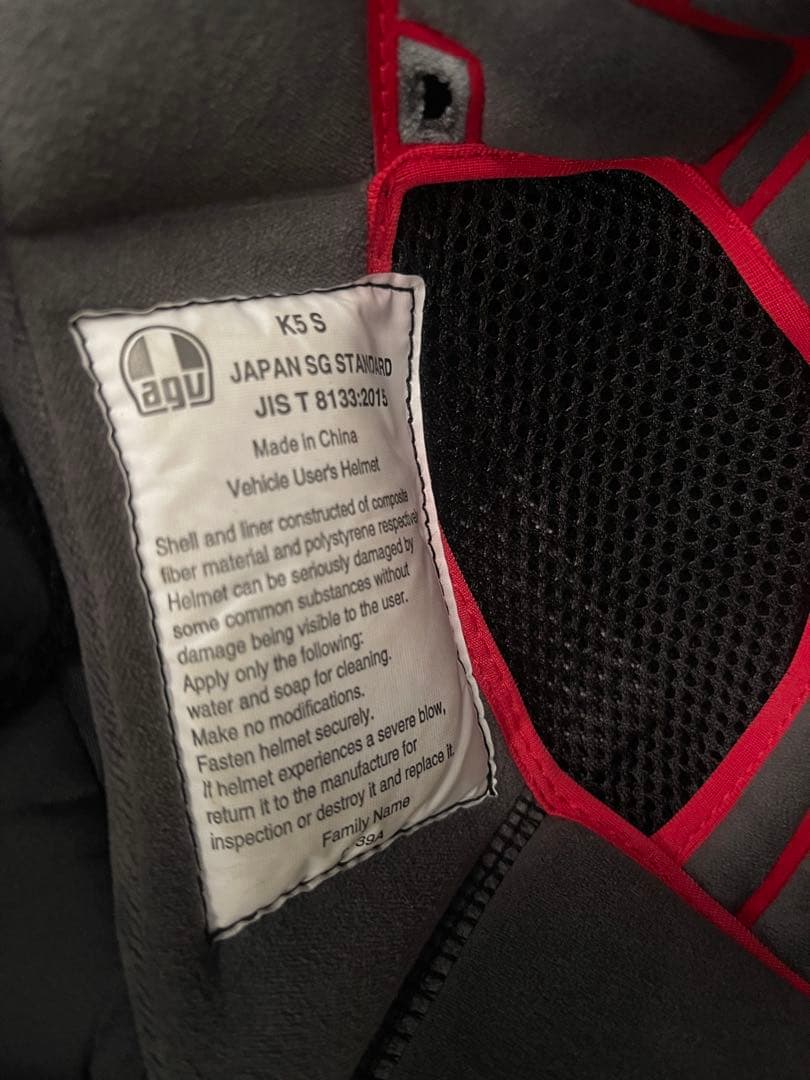 K5 S
agv
JAPAN SG STANDARD
JIS T 8133:2015
Made in China
Vehicle User's Helmet
Shell and liner constructed of composite
fiber material and polystyrene respectively
Helmet can be seriously damaged by
some common substances without
damage being visible to the user.
Apply only the following:
water and soap for cleaning.
Make no modifications.
Fasten helmet securely.
If helmet experiences a severe blow,
return it to the manufacture for
inspection or destroy it and replace it.
Family Name
39A